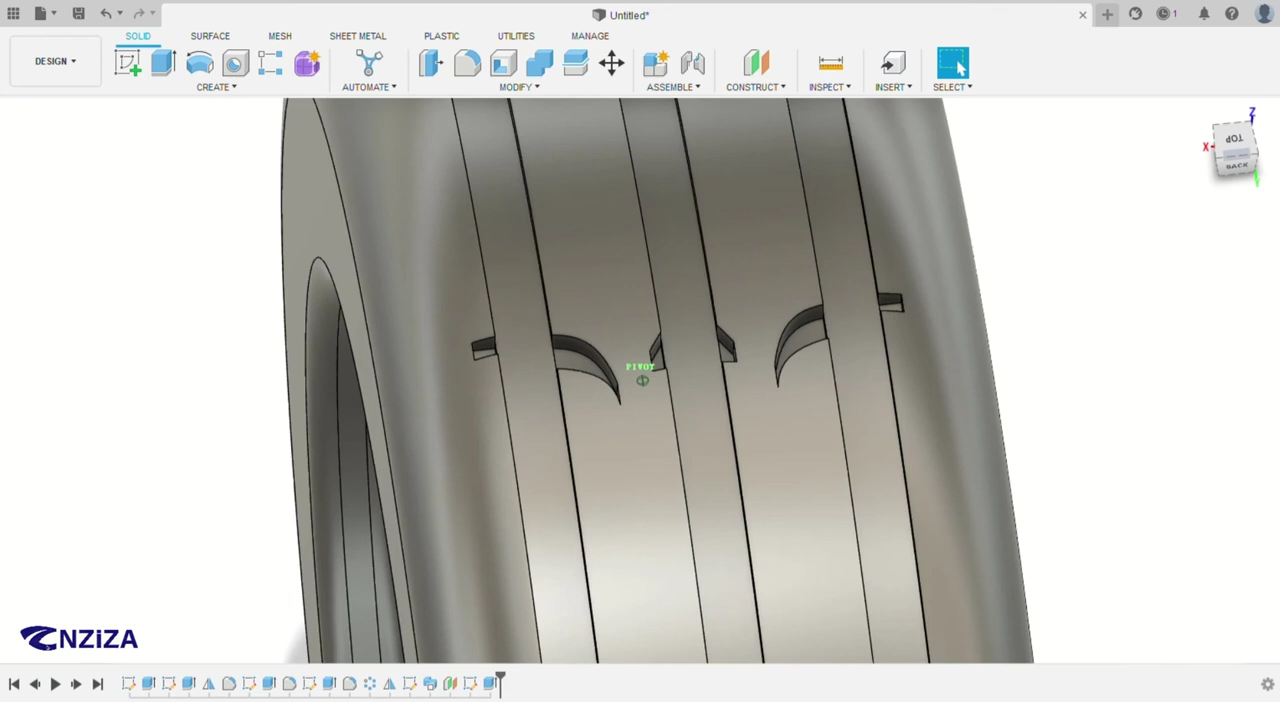 Untitled*
1
DESIGN
SOLID
SURFACE
MESH
SHEET METAL
PLASTIC
UTILITIES
MANAGE
CREATE
AUTOMATE
MODIFY
ASSEMBLE
CONSTRUCT
INSPECT
INSERT
SELECT
Z
X
TOP
BACK
PIVOT
NZiZA